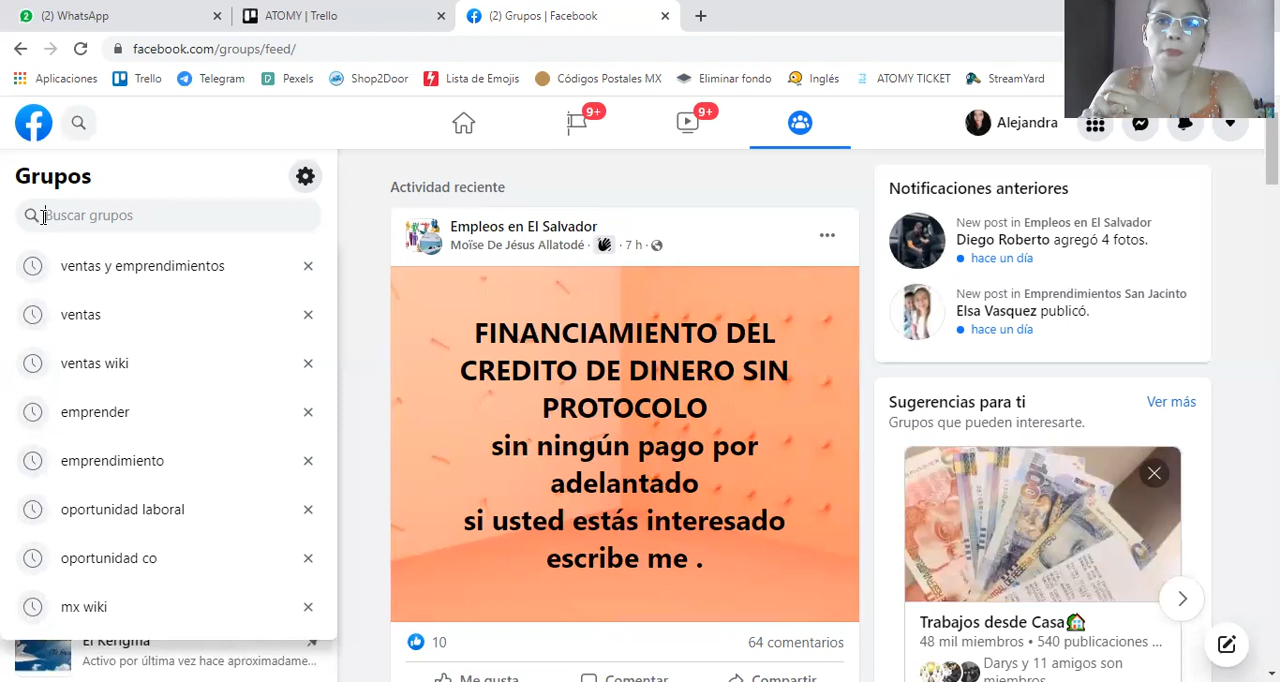 (2) WhatsApp
ATOMY | Trello
(2) Grupos | Facebook
facebook.com/groups/feed/
Aplicaciones
Trello
Telegram
Pexels
Shop2Door
Lista de Emojis
Códigos Postales MX
Eliminar fondo
Inglés
ATOMY TICKET
StreamYard
9+
9+
Alejandra
Grupos
Buscar grupos
ventas y emprendimientos
ventas
ventas wiki
emprender
emprendimiento
oportunidad laboral
oportunidad co
mx wiki
El Kerigma
Activo por última vez hace aproximadame...
Actividad reciente
Empleos en El Salvador
Moïse De Jésus Allatodé · 7 h ·
FINANCIAMIENTO DEL
CREDITO DE DINERO SIN
PROTOCOLO
sin ningún pago por
adelantado
si usted estás interesado
escribe me .
10
64 comentarios
Me gusta
Comentar
Compartir
Notificaciones anteriores
New post in Empleos en El Salvador
Diego Roberto agregó 4 fotos.
hace un día
New post in Emprendimientos San Jacinto
Elsa Vasquez publicó.
hace un día
Sugerencias para ti
Ver más
Grupos que pueden interesarte.
Trabajos desde Casa🏠
48 mil miembros • 540 publicaciones ...
Darys y 11 amigos son
miembros